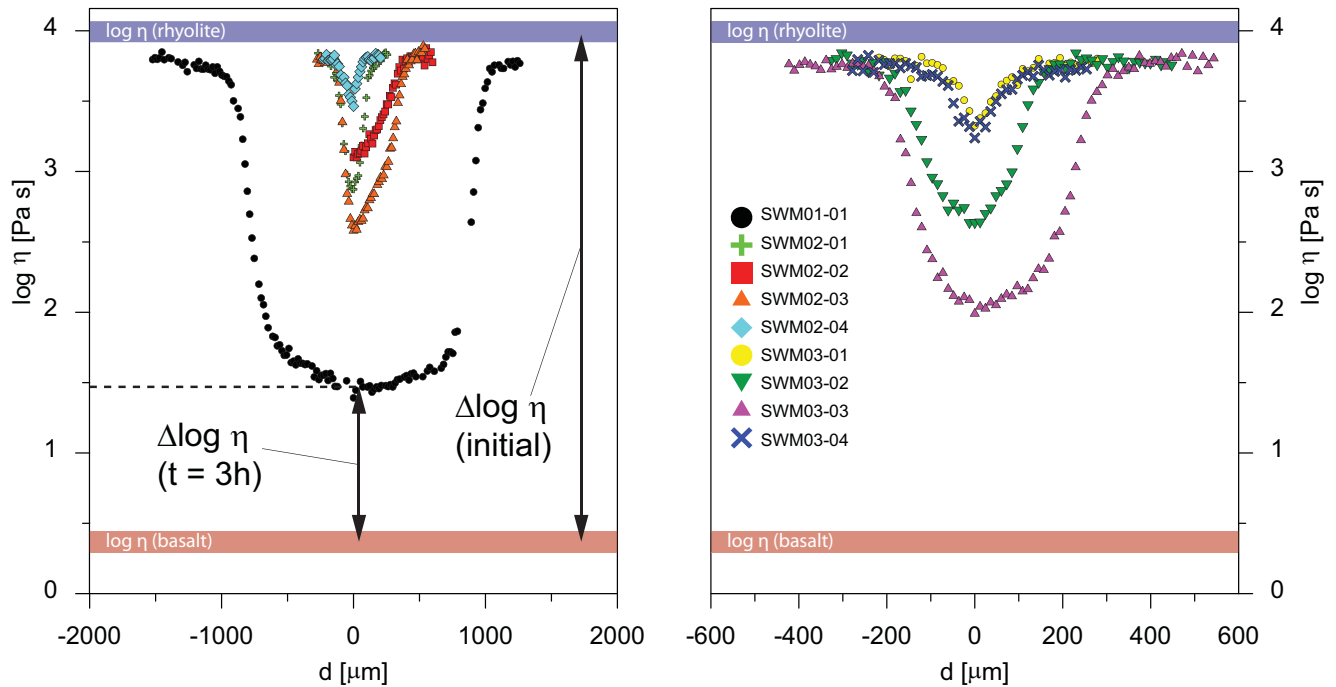 log η (rhyolite)
4
3
2
1
0
log η [Pa s]
Δlog η
(t = 3h)
Δlog η
(initial)
log η (basalt)
-2000
-1000
0
1000
2000
d [μm]
log η (rhyolite)
4
3
2
1
0
log η [Pa s]
SWM01-01
SWM02-01
SWM02-02
SWM02-03
SWM02-04
SWM03-01
SWM03-02
SWM03-03
SWM03-04
log η (basalt)
-600
-400
-200
0
200
400
600
d [μm]